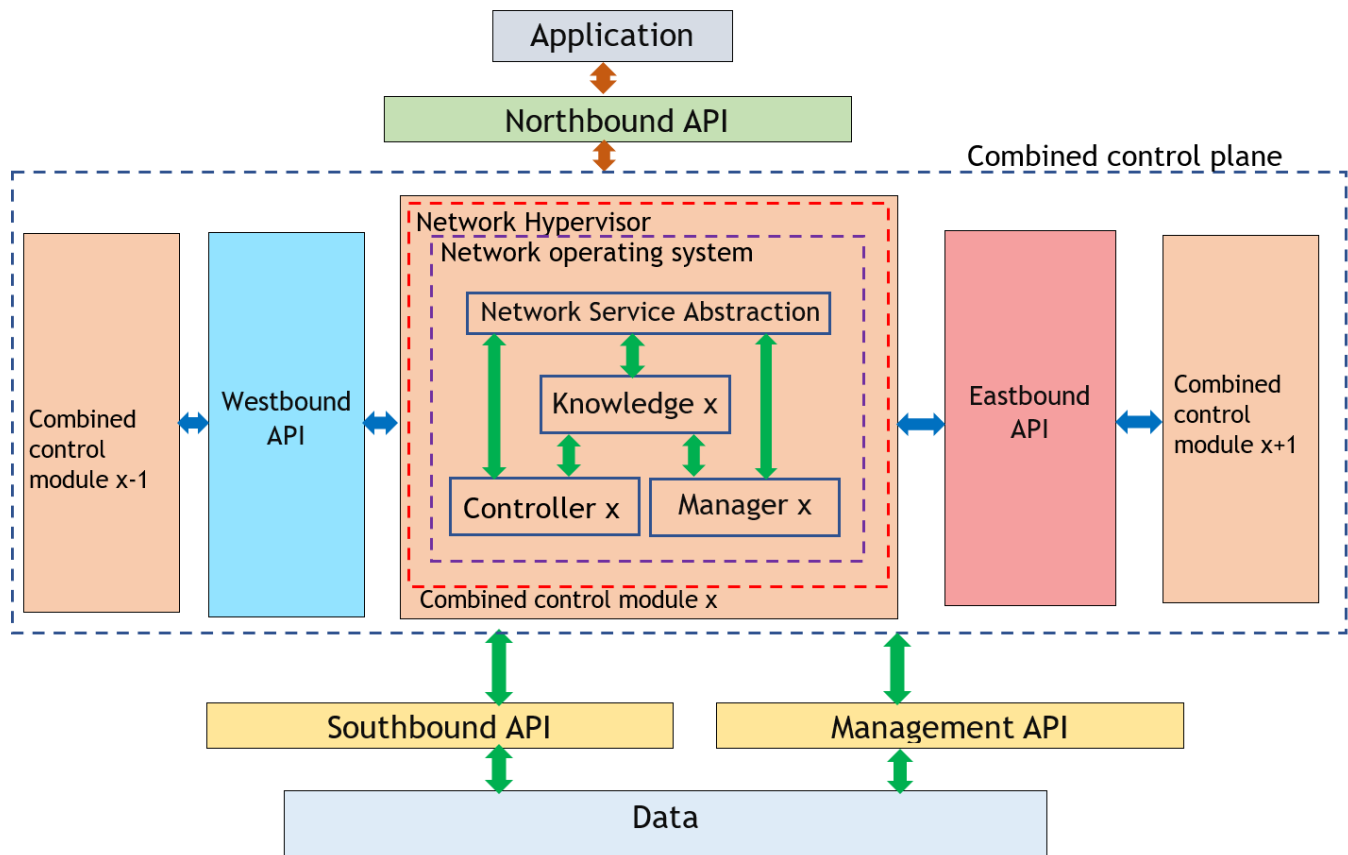 Application
Northbound API
Combined control plane
Network Hypervisor
Network operating system
Network Service Abstraction
Knowledge x
Controller x
Manager x
Combined control module x
Combined
control
module x-1
Westbound
API
Eastbound
API
Combined
control
module x+1
Southbound API
Management API
Data